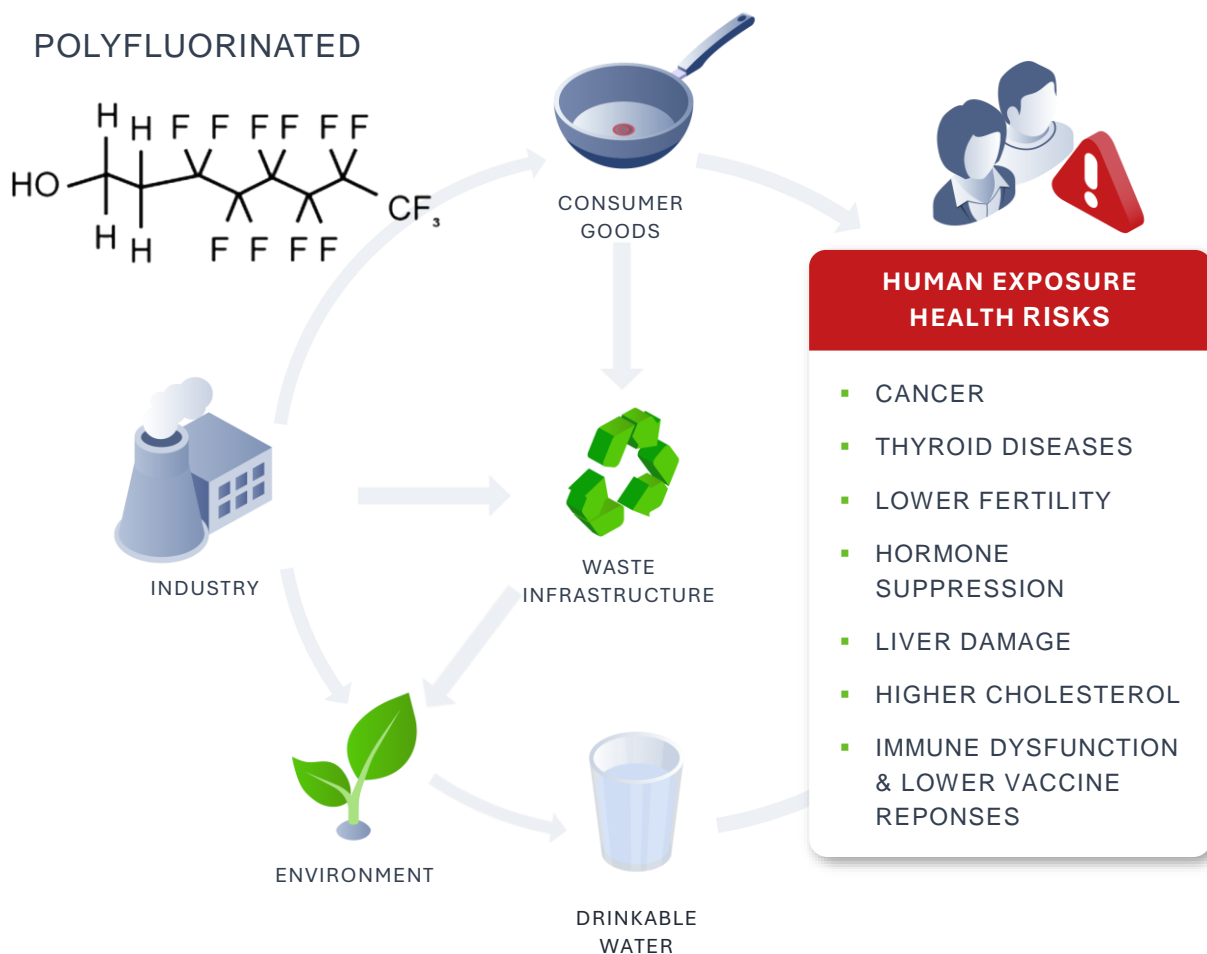 POLYFLUORINATED
H H F F F F F F
HO
CF₃
H H F F F F
CONSUMER
GOODS
HUMAN EXPOSURE
HEALTH RISKS
CANCER
THYROID DISEASES
LOWER FERTILITY
HORMONE
SUPPRESSION
LIVER DAMAGE
HIGHER CHOLESTEROL
IMMUNE DYSFUNCTION
& LOWER VACCINE
REPONSES
INDUSTRY
WASTE
INFRASTRUCTURE
ENVIRONMENT
DRINKABLE
WATER